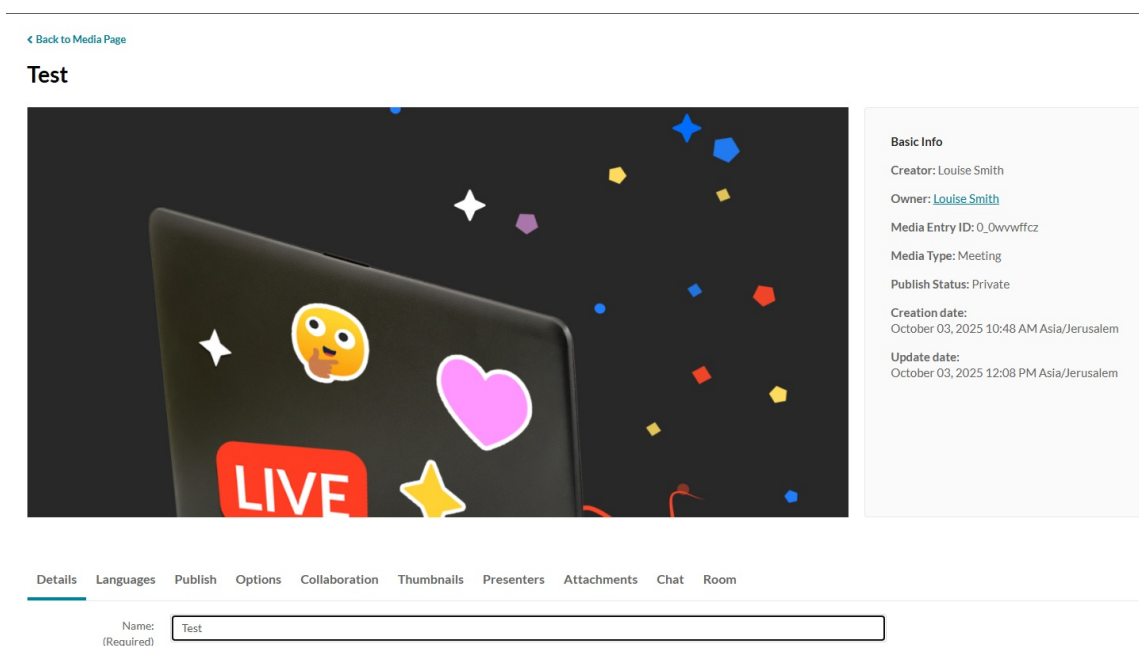 Back to Media Page
Test
LIVE
Basic Info
Creator: Louise Smith
Owner: Louise Smith
Media Entry ID: 0_0wvwffcz
Media Type: Meeting
Publish Status: Private
Creation date:
October 03, 2025 10:48 AM Asia/Jerusalem
Update date:
October 03, 2025 12:08 PM Asia/Jerusalem
Details Languages Publish Options Collaboration Thumbnails Presenters Attachments Chat Room
Name: Test
(Required)